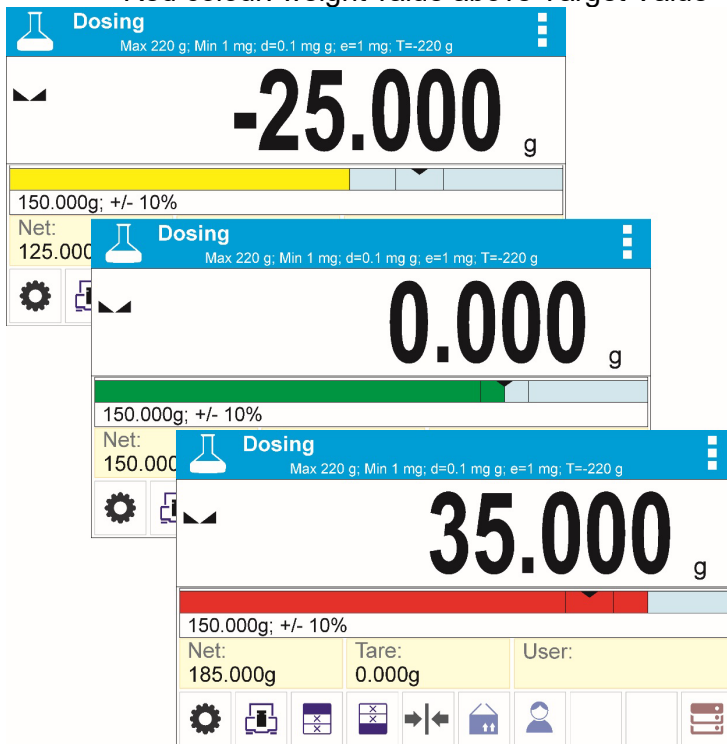 Red colour: weight value above Target Value
Dosing
Max 220 g; Min 1 mg; d=0.1 mg g; e=1 mg; T=-220 g
-25.000 g
150.000g; +/- 10%
Net:
125.000
Dosing
Max 220 g; Min 1 mg; d=0.1 mg g; e=1 mg; T=-220 g
0.000 g
150.000g; +/- 10%
Net:
150.000
Dosing
Max 220 g; Min 1 mg; d=0.1 mg g; e=1 mg; T=-220 g
35.000 g
150.000g; +/- 10%
Net: Tare: User:
185.000g 0.000g